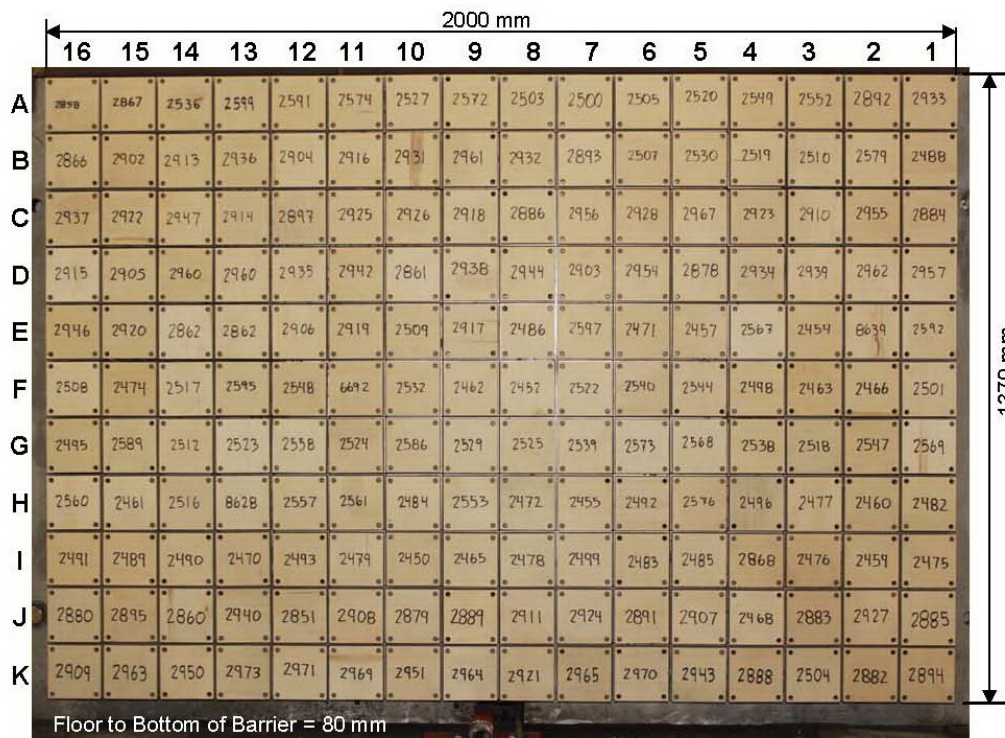 2000 mm
16 15 14 13 12 11 10 9 8 7 6 5 4 3 2 1
A 2858 2867 2536 2599 2591 2574 2527 2572 2503 2500 2505 2520 2549 2552 2892 2933
B 2866 2902 2913 2936 2904 2916 2931 2961 2932 2893 2507 2530 2519 2510 2579 2488
C 2937 2922 2947 2914 2897 2925 2926 2918 2886 2956 2928 2967 2923 2910 2955 2884
D 2915 2905 2960 2960 2935 2942 2861 2938 2944 2903 2954 2878 2934 2939 2962 2957
E 2946 2920 2862 2862 2906 2919 2509 2917 2486 2597 2471 2457 2567 2454 8639 2592
F 2508 2474 2517 2595 2548 6692 2532 2462 2452 2522 2540 2544 2498 2463 2466 2501
G 2495 2589 2512 2523 2558 2524 2586 2529 2525 2539 2573 2568 2538 2518 2547 2569
H 2560 2461 2516 8628 2557 2561 2484 2553 2472 2455 2492 2576 2496 2477 2460 2482
I 2491 2489 2490 2470 2493 2479 2450 2465 2478 2499 2483 2485 2868 2476 2459 2475
J 2880 2895 2860 2940 2851 2908 2879 2889 2911 2924 2891 2907 2468 2883 2927 2885
K 2909 2963 2950 2973 2971 2969 2951 2964 2921 2965 2970 2943 2888 2504 2882 2894
Floor to Bottom of Barrier = 80 mm